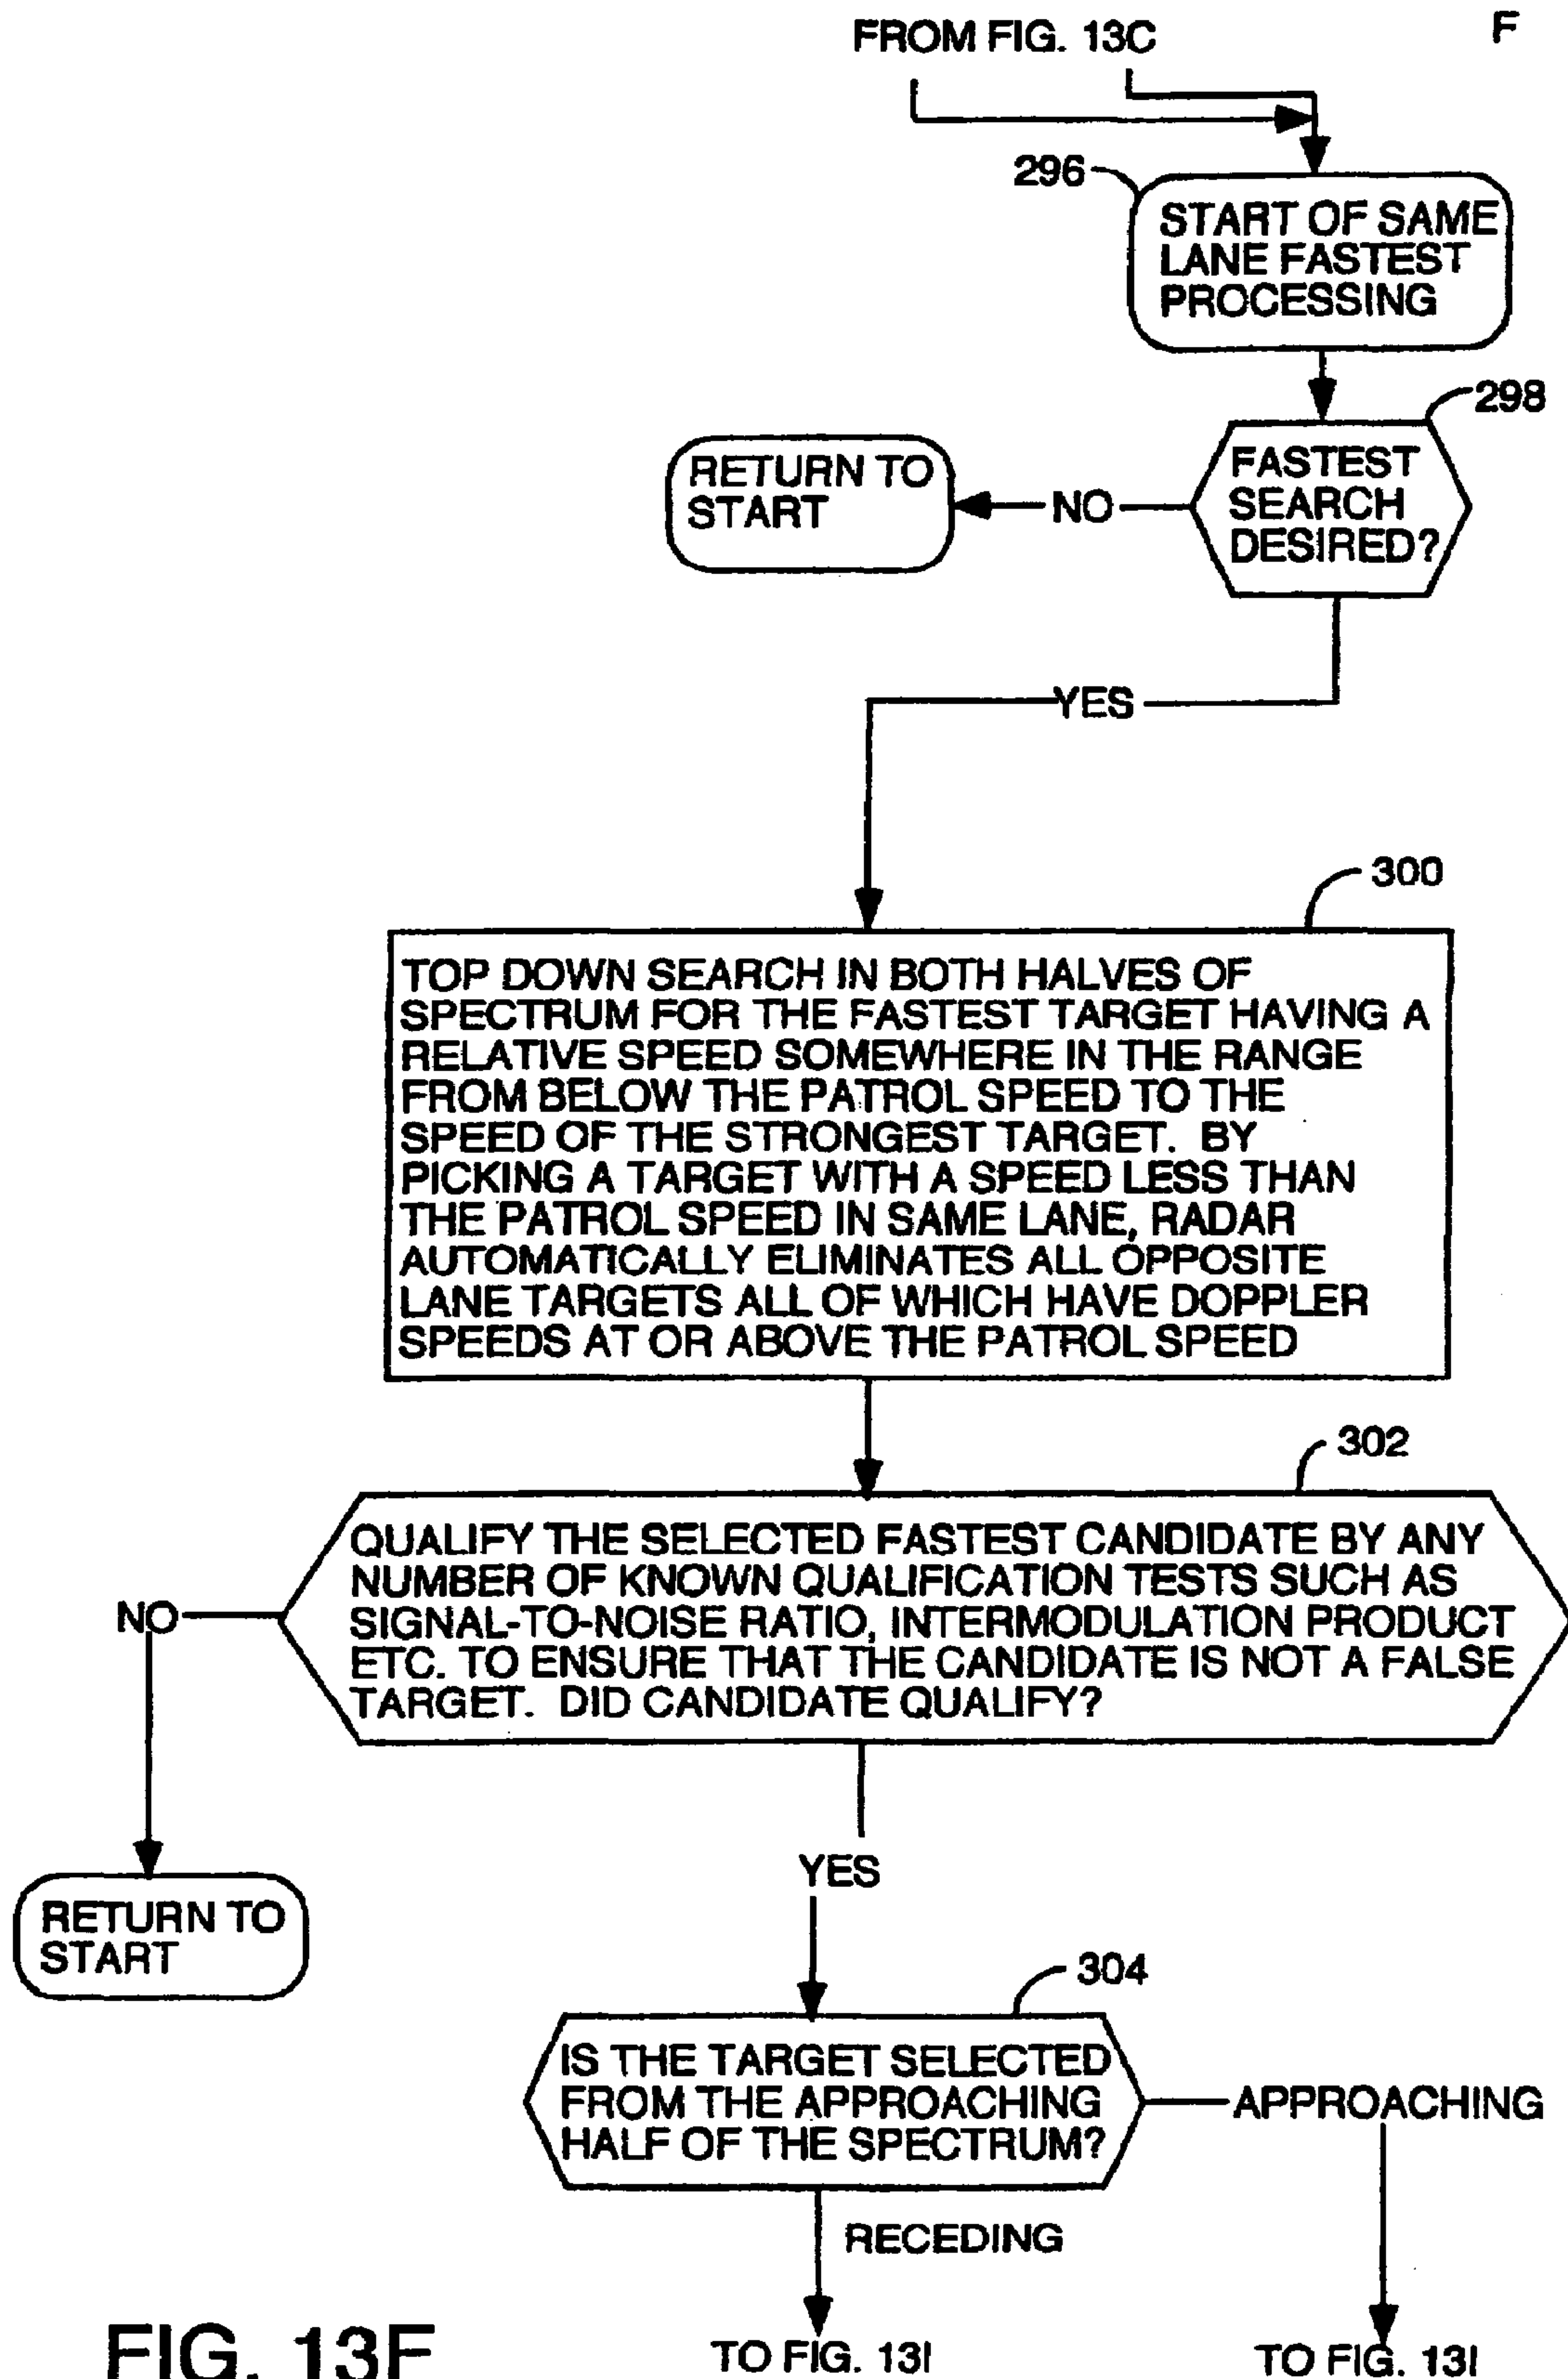 FROM FIG. 13C
F
296
START OF SAME
LANE FASTEST
PROCESSING
298
FASTEST
SEARCH
DESIRED?
NO
RETURN TO
START
YES
300
TOP DOWN SEARCH IN BOTH HALVES OF
SPECTRUM FOR THE FASTEST TARGET HAVING A
RELATIVE SPEED SOMEWHERE IN THE RANGE
FROM BELOW THE PATROL SPEED TO THE
SPEED OF THE STRONGEST TARGET. BY
PICKING A TARGET WITH A SPEED LESS THAN
THE PATROL SPEED IN SAME LANE, RADAR
AUTOMATICALLY ELIMINATES ALL OPPOSITE
LANE TARGETS ALL OF WHICH HAVE DOPPLER
SPEEDS AT OR ABOVE THE PATROL SPEED
302
QUALIFY THE SELECTED FASTEST CANDIDATE BY ANY
NUMBER OF KNOWN QUALIFICATION TESTS SUCH AS
SIGNAL-TO-NOISE RATIO, INTERMODULATION PRODUCT
ETC. TO ENSURE THAT THE CANDIDATE IS NOT A FALSE
TARGET. DID CANDIDATE QUALIFY?
NO
RETURN TO
START
YES
304
IS THE TARGET SELECTED
FROM THE APPROACHING
HALF OF THE SPECTRUM?
APPROACHING
RECEDING
TO FIG. 13I
TO FIG. 13I
FIG. 13F